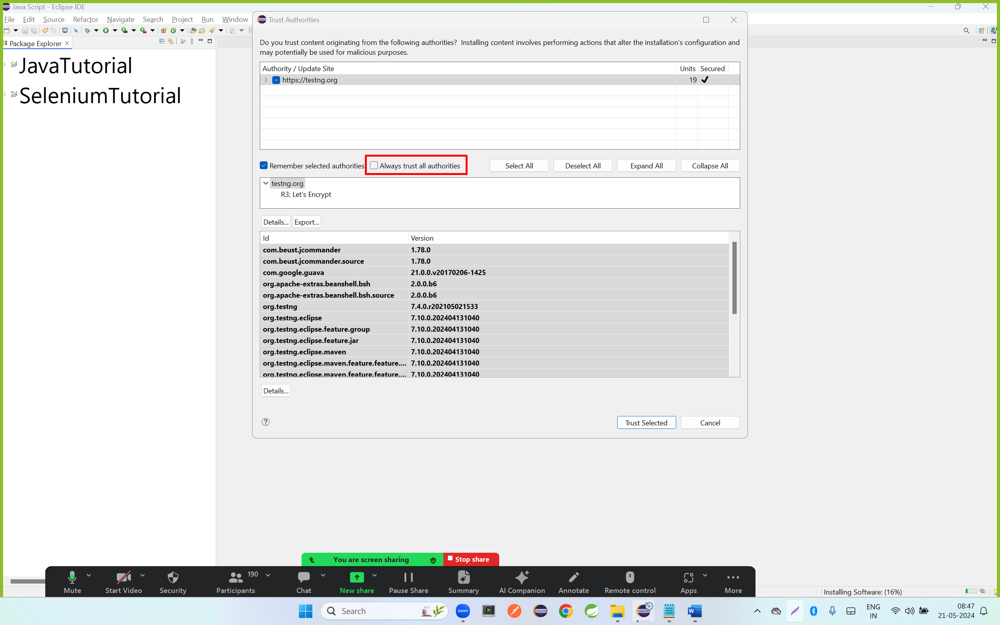 Java Script - Eclipse IDE
File Edit Source Refactor Navigate Search Project Run Window
Package Explorer
JavaTutorial
SeleniumTutorial
Trust Authorities
Do you trust content originating from the following authorities? Installing content involves performing actions that alter the installation's configuration and
may potentially be used for malicious purposes.
Authority / Update Site Units Secured
https://testng.org 19
Remember selected authorities Always trust all authorities Select All Deselect All Expand All Collapse All
testng.org
R3; Let's Encrypt
Details... Export...
Id Version
com.beust.jcommander 1.78.0
com.beust.jcommander.source 1.78.0
com.google.guava 21.0.0.v20170206-1425
org.apache-extras.beanshell.bsh 2.0.0.b6
org.apache-extras.beanshell.bsh.source 2.0.0.b6
org.testng 7.4.0.r202105021533
org.testng.eclipse 7.10.0.202404131040
org.testng.eclipse.feature.group 7.10.0.202404131040
org.testng.eclipse.feature.jar 7.10.0.202404131040
org.testng.eclipse.maven 7.10.0.202404131040
org.testng.eclipse.maven.feature.feature.... 7.10.0.202404131040
org.testng.eclipse.maven.feature.feature.... 7.10.0.202404131040
Details...
Trust Selected Cancel
You are screen sharing Stop share
190
Mute Start Video Security Participants Chat New share Pause Share Summary AI Companion Annotate Remote control Apps More
Installing Software: (16%)
Search
zoom
W
ENG
IN
08:47
21-05-2024